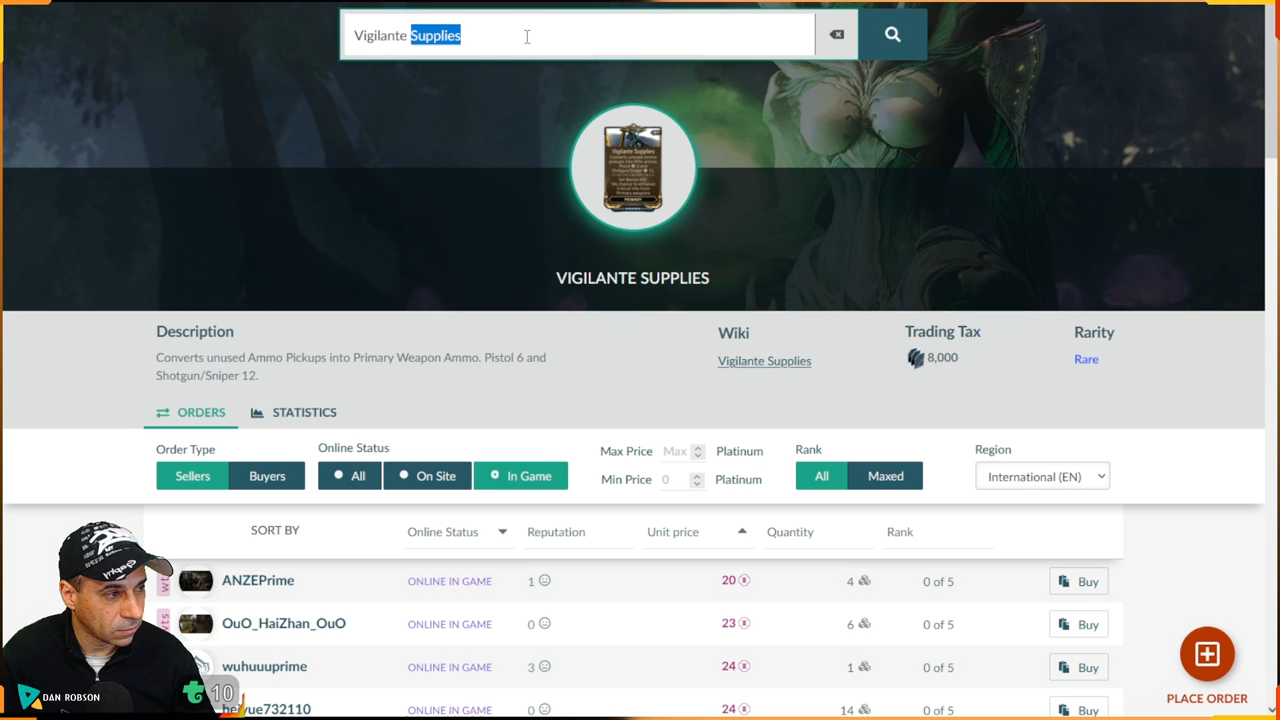 Vigilante Supplies
Vigilante Supplies
PRIMARY
VIGILANTE SUPPLIES
Description
Wiki
Trading Tax
Rarity
Converts unused Ammo Pickups into Primary Weapon Ammo. Pistol 6 and
Shotgun/Sniper 12.
Vigilante Supplies
8,000
Rare
ORDERS
STATISTICS
Order Type
Online Status
Max Price
Max
Platinum
Rank
Region
Sellers
Buyers
All
On Site
In Game
Min Price
0
Platinum
All
Maxed
International (EN)
SORT BY
Online Status
Reputation
Unit price
Quantity
Rank
wts
ANZEPrime
ONLINE IN GAME
1
20
4
0 of 5
Buy
wts
OuO_HaiZhan_OuO
ONLINE IN GAME
0
23
6
0 of 5
Buy
wuhuuuprime
ONLINE IN GAME
3
24
1
0 of 5
Buy
ONLINE IN GAME
0
24
14
0 of 5
Buy
PLACE ORDER
DAN ROBSON
10